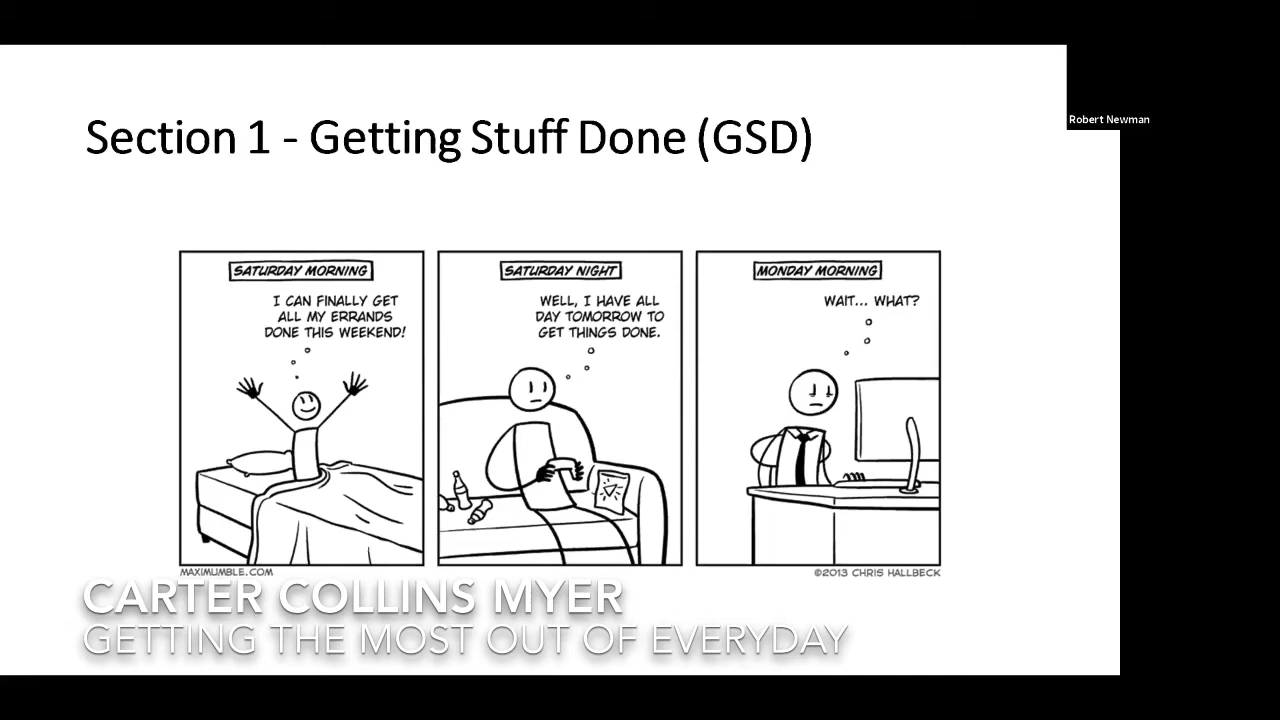 Robert Newman
Section 1 - Getting Stuff Done (GSD)
SATURDAY MORNING
I CAN FINALLY GET
ALL MY ERRANDS
DONE THIS WEEKEND!
SATURDAY NIGHT
WELL, I HAVE ALL
DAY TOMORROW TO
GET THINGS DONE.
MONDAY MORNING
WAIT... WHAT?
MAXIMUMBLE.COM
©2013 CHRIS HALLBECK
CARTER COLLINS MYER
GETTING THE MOST OUT OF EVERYDAY